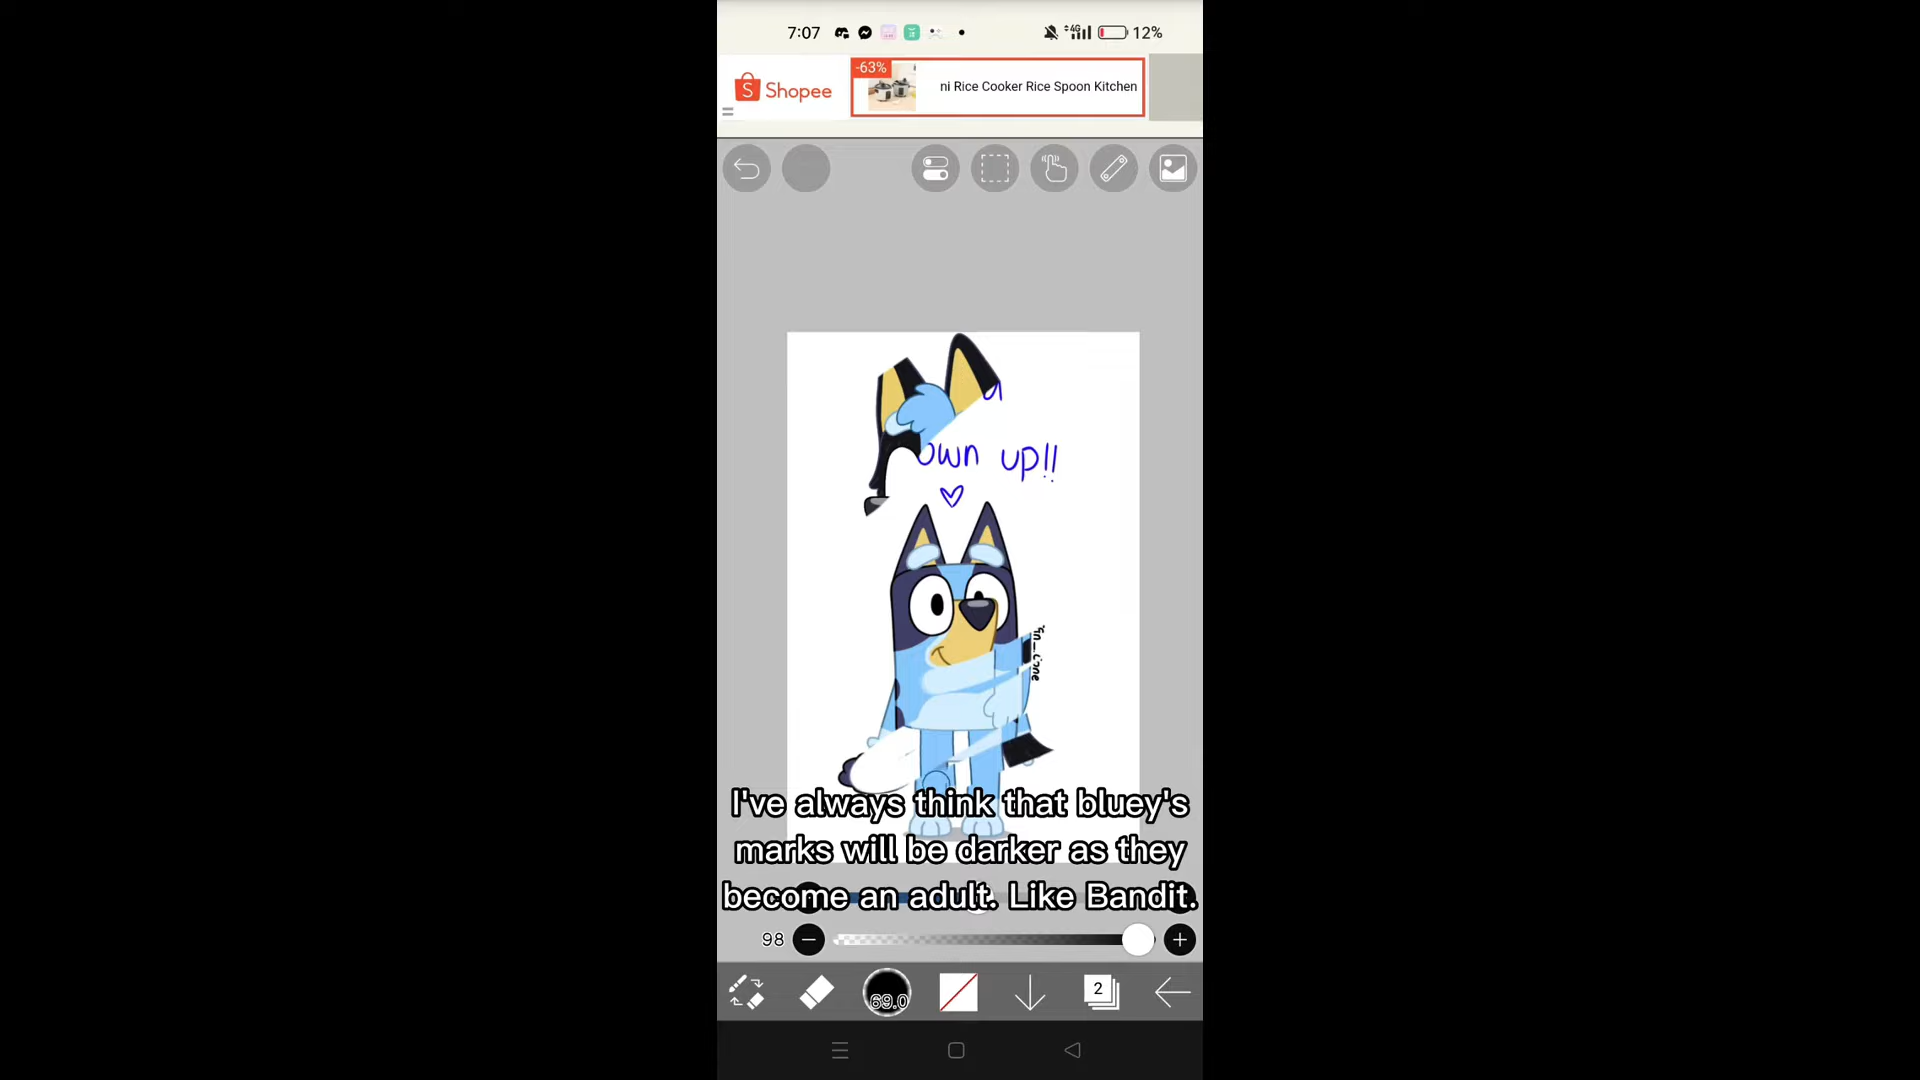 7:07
4G
12%
Shopee
-63%
ni Rice Cooker Rice Spoon Kitchen
own up!!
I've always think that bluey's
marks will be darker as they
become an adult. Like Bandit.
98
69.0
2